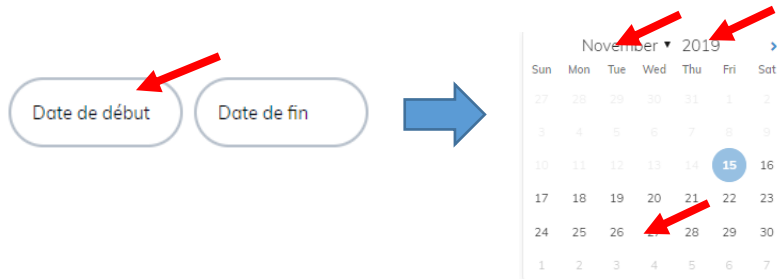 Date de début
Date de fin
November ▾ 2019 >
Sun Mon Tue Wed Thu Fri Sat
27 28 29 30 31 1 2
3 4 5 6 7 8 9
10 11 12 13 14 15 16
17 18 19 20 21 22 23
24 25 26 27 28 29 30
1 2 3 4 5 6 7